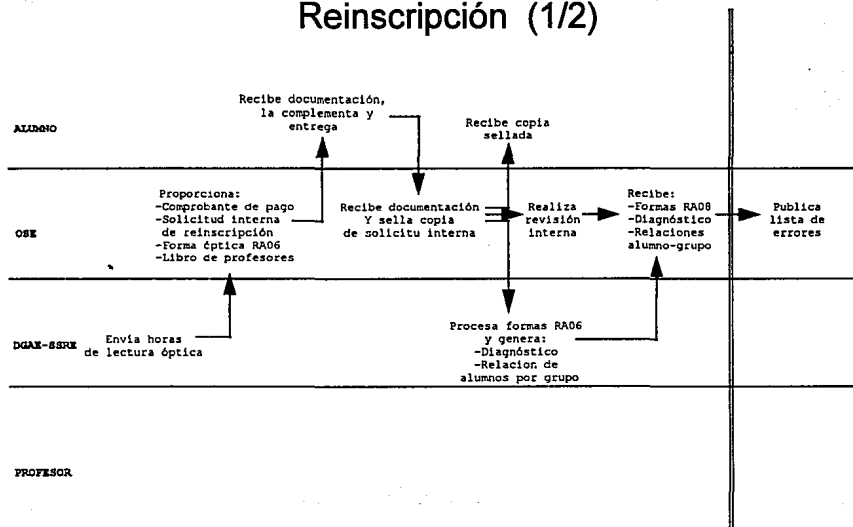 Reinscripción (1/2)
ALUMNO
Recibe documentación,
la complementa y
entrega
Recibe copia
sellada
OSE
Proporciona:
-Comprobante de pago
-Solicitud interna
de reinscripción
-Forma óptica RA06
-Libro de profesores
Recibe documentación
Y sella copia
de solicitu interna
Realiza
revisión
interna
Recibe:
-Formas RA08
-Diagnóstico
-Relaciones
alumno-grupo
Publica
lista de
errores
DGAE-SSRE
Envía horas
de lectura óptica
Procesa formas RA06
y genera:
-Diagnóstico
-Relacion de
alumnos por grupo
PROFESOR